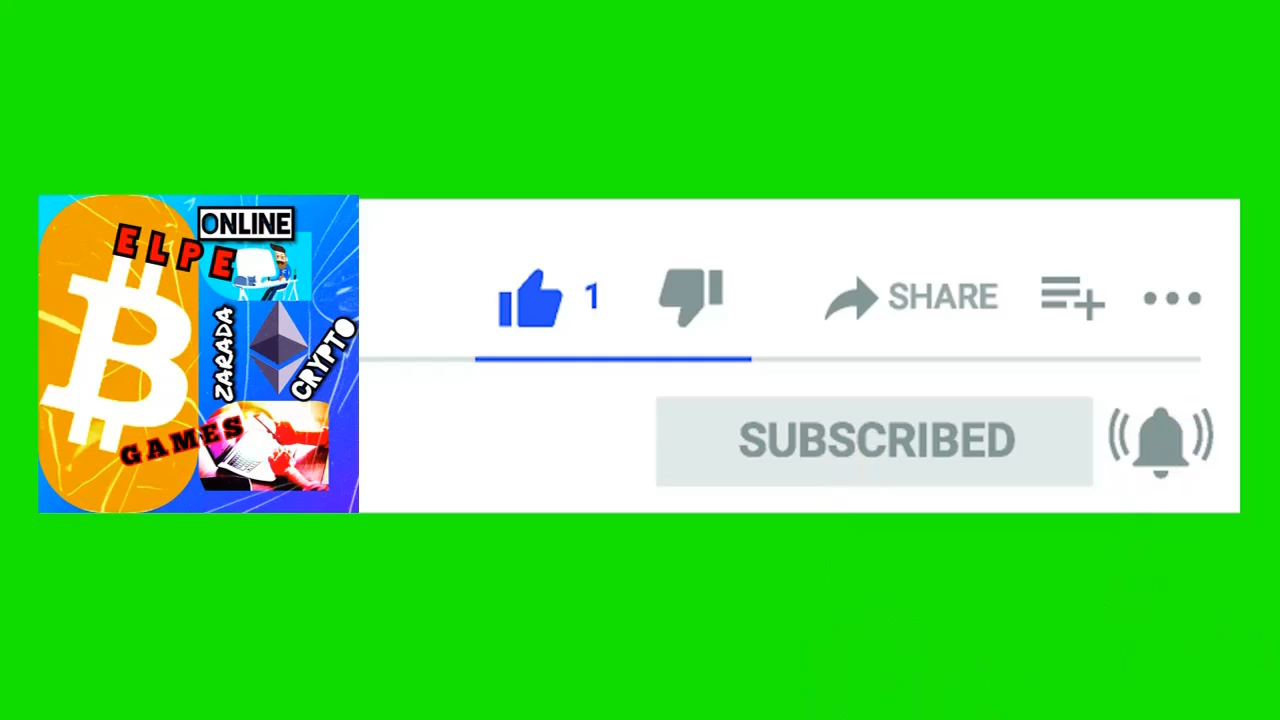 ONLINE
ELPE
ZARADA
CRYPTO
GAMES
1
SHARE
SUBSCRIBED